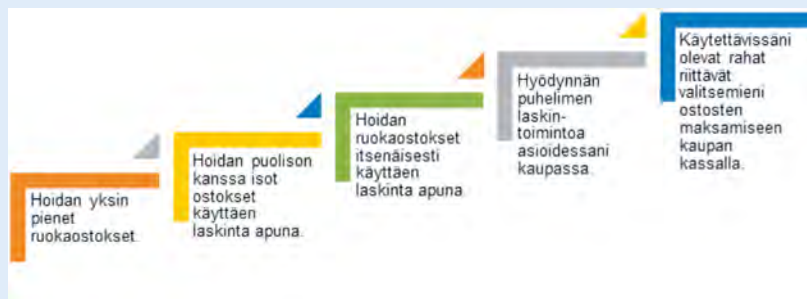 Hoidan yksin
pienet
ruokaostokset.
Hoidan puolison
kanssa isot
ostokset
käyttäen
laskinta apuna.
Hoidan
ruokaostokset
itsenäisesti
käyttäen
laskinta apuna.
Hyödynnän
puhelimen
laskin-
toimintoa
asioidessani
kaupassa.
Käytettävissäni
olevat rahat
riittävät
valitsemieni
ostosten
maksamiseen
kaupan
kassalla.